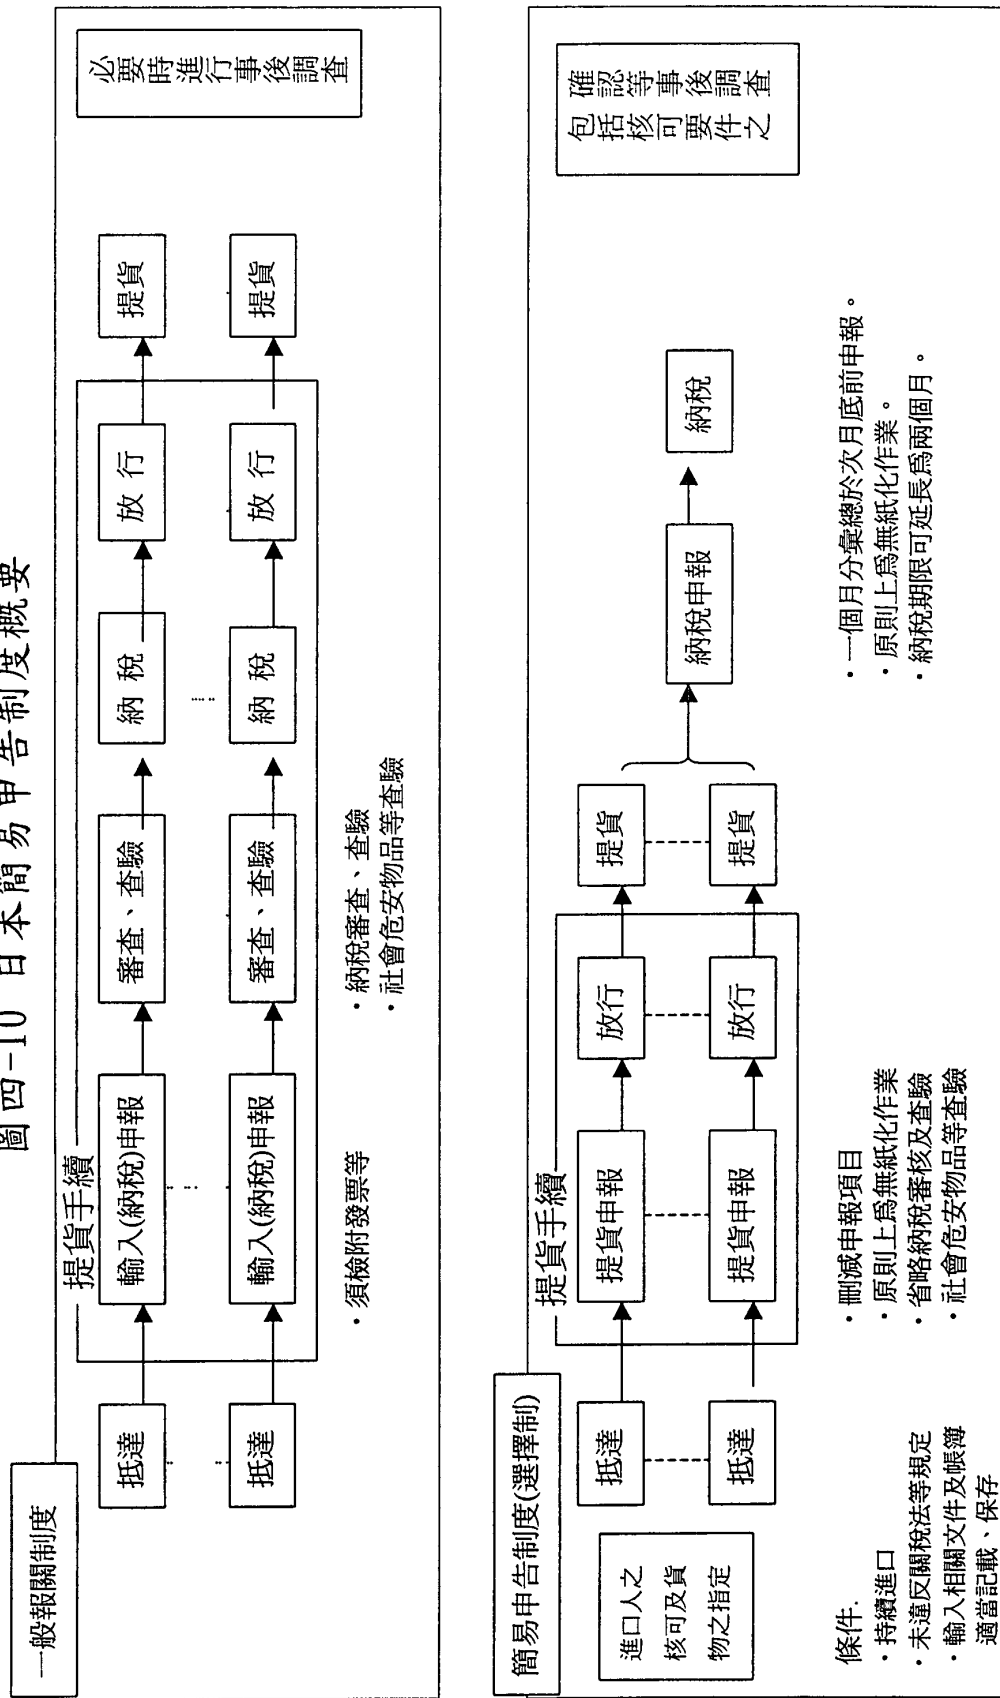 圖四-10 日本簡易申告制度概要
一般報關制度
提貨手續
抵達
輸入(納稅)申報
審查、查驗
納 稅
放 行
提貨
抵達
輸入(納稅)申報
審查、查驗
納 稅
放 行
提貨
必要時進行事後調查
・須檢附發票等
・納稅審查、查驗
・社會危安物品等查驗
簡易申告制度(選擇制)
進口人之
核可及貨
物之指定
提貨手續
抵達
提貨申報
放行
提貨
抵達
提貨申報
放行
提貨
納稅申報
納稅
確認等事後調查
包括核可要件之
條件.
・持續進口
・未違反關稅法等規定
・輸入相關文件及帳簿
適當記載、保存
・刪減申報項目
・原則上爲無紙化作業
・省略納稅審核及查驗
・社會危安物品等查驗
・一個月分彙總於次月底前申報。
・原則上爲無紙化作業。
・納稅期限可延長爲兩個月。